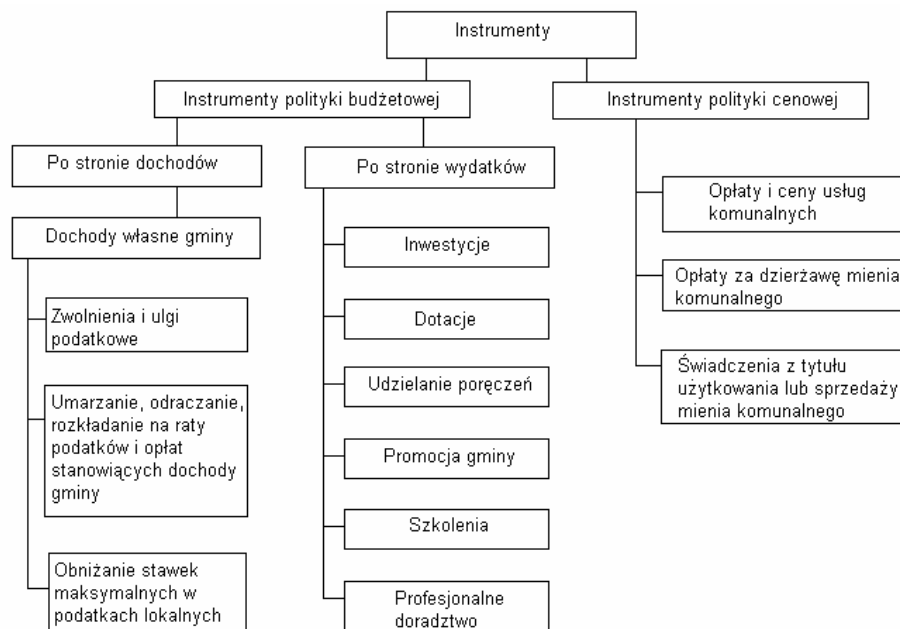 Instrumenty
Instrumenty polityki budżetowej
Instrumenty polityki cenowej
Po stronie dochodów
Po stronie wydatków
Dochody własne gminy
Zwolnienia i ulgi
podatkowe
Umarzanie, odraczanie,
rozkładanie na raty
podatków i opłat
stanowiących dochody
gminy
Obniżanie stawek
maksymalnych w
podatkach lokalnych
Inwestycje
Dotacje
Udzielanie poręczeń
Promocja gminy
Szkolenia
Profesjonalne
doradztwo
Opłaty i ceny usług
komunalnych
Opłaty za dzierżawę mienia
komunalnego
Świadczenia z tytułu
użytkowania lub sprzedaży
mienia komunalnego